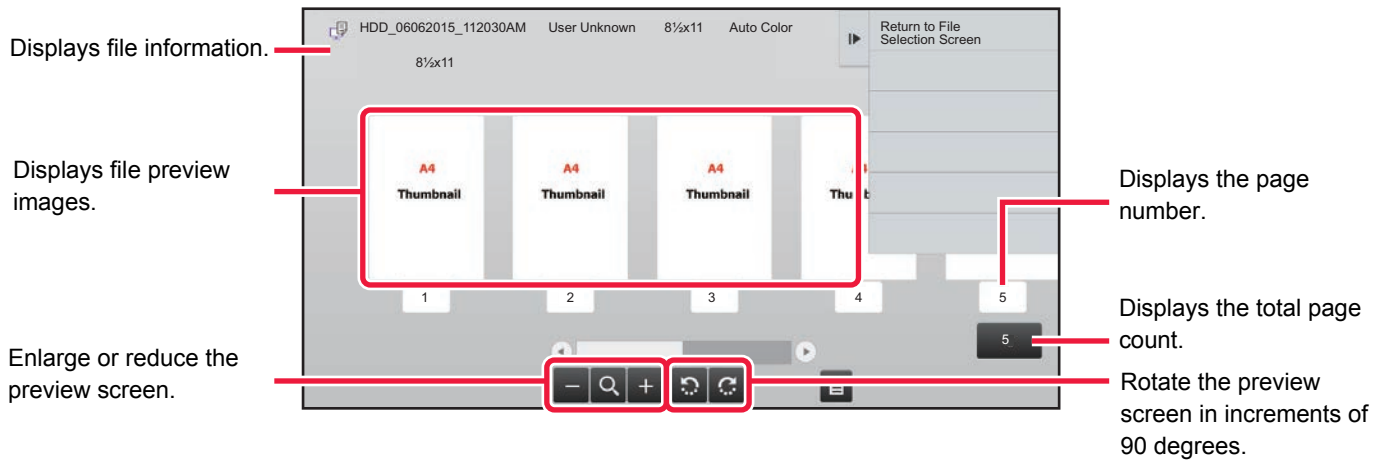 Displays file information.
HDD_06062015_112030AM User Unknown 8½x11 Auto Color
8½x11
Return to File
Selection Screen
Displays file preview
images.
A4
Thumbnail
A4
Thumbnail
A4
Thumbnail
1
2
3
4
5
Displays the page
number.
5
Displays the total page
count.
Enlarge or reduce the
preview screen.
Rotate the preview
screen in increments of
90 degrees.